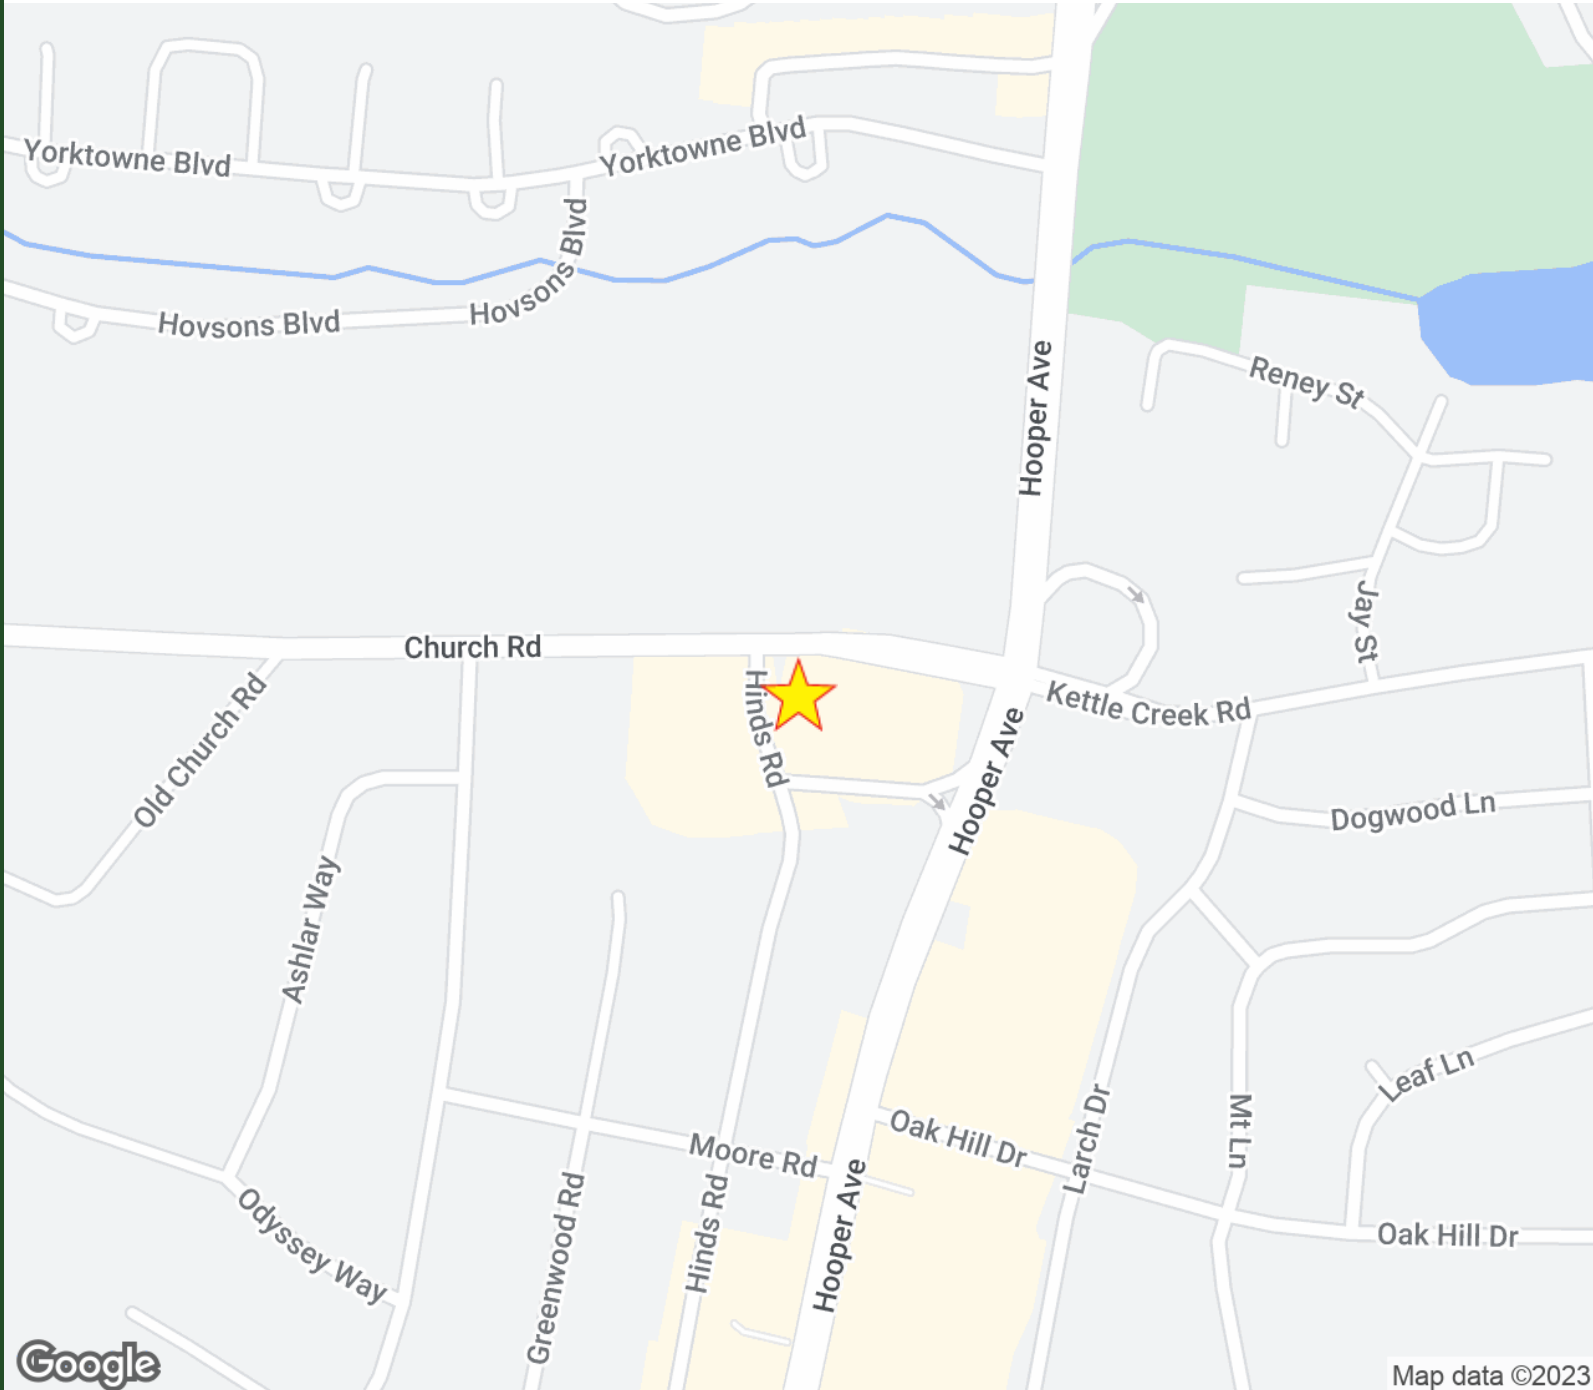 Yorktowne Blvd
Yorktowne Blvd
Hovsons Blvd
Hovsons Blvd
Hooper Ave
Reney St
Jay St
Church Rd
Hinds Rd
Kettle Creek Rd
Old Church Rd
Hooper Ave
Dogwood Ln
Ashlar Way
Leaf Ln
Oak Hill Dr
Larch Dr
Mt Ln
Moore Rd
Hooper Ave
Hinds Rd
Greenwood Rd
Odyssey Way
Oak Hill Dr
Google
Map data ©2023